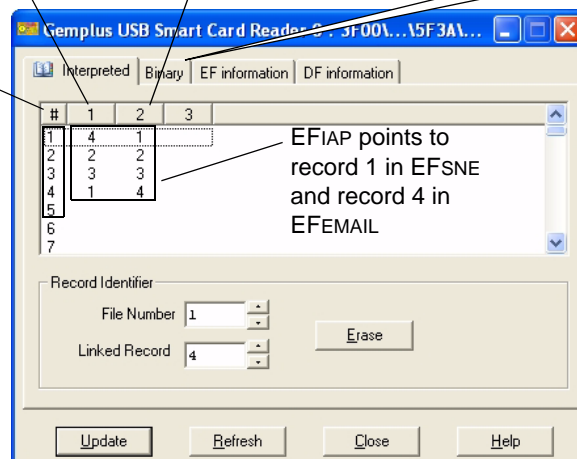 Gemplus USB Smart Card Reader 0 : 3F00\...\5F3A\...
Interpreted Binary EF information DF information
# 1 2 3
1 4 1
2 2 2
3 3 3
4 1 4
5
6
7
EFIAP points to
record 1 in EFSNE
and record 4 in
EFEMAIL
Record Identifier
File Number 1
Linked Record 4
Erase
Update Refresh Close Help